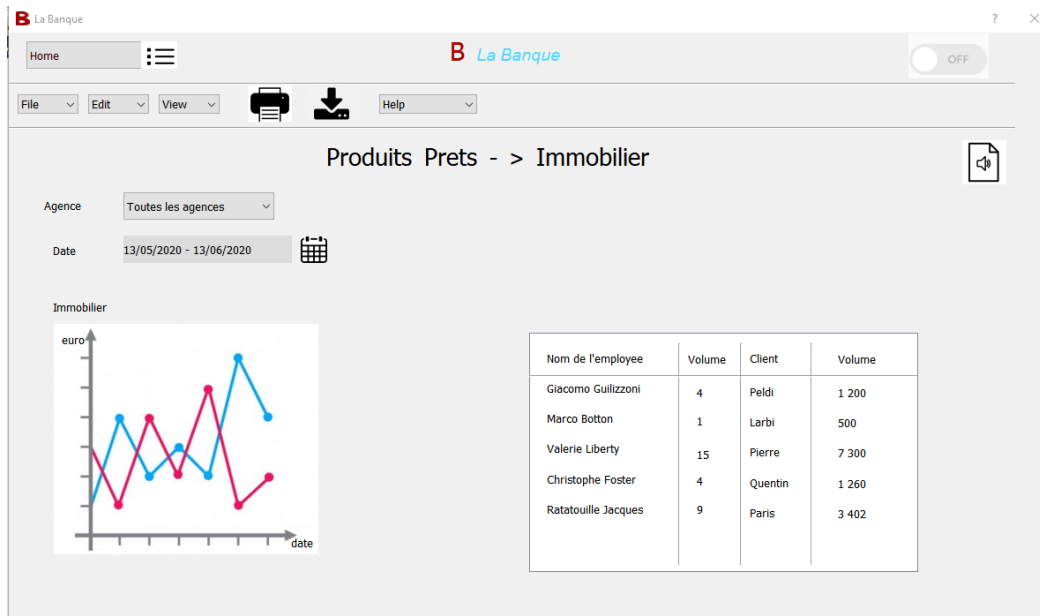 B La Banque ?
Home
B La Banque
OFF
File Edit View Help
Produits Prets - > Immobilier
Agence Toutes les agences
Date 13/05/2020 - 13/06/2020
Immobilier
euro
date
Nom de l'employee Volume Client Volume
Giacomo Guilizzoni 4 Peldi 1 200
Marco Botton 1 Larbi 500
Valerie Liberty 15 Pierre 7 300
Christophe Foster 4 Quentin 1 260
Ratatouille Jacques 9 Paris 3 402